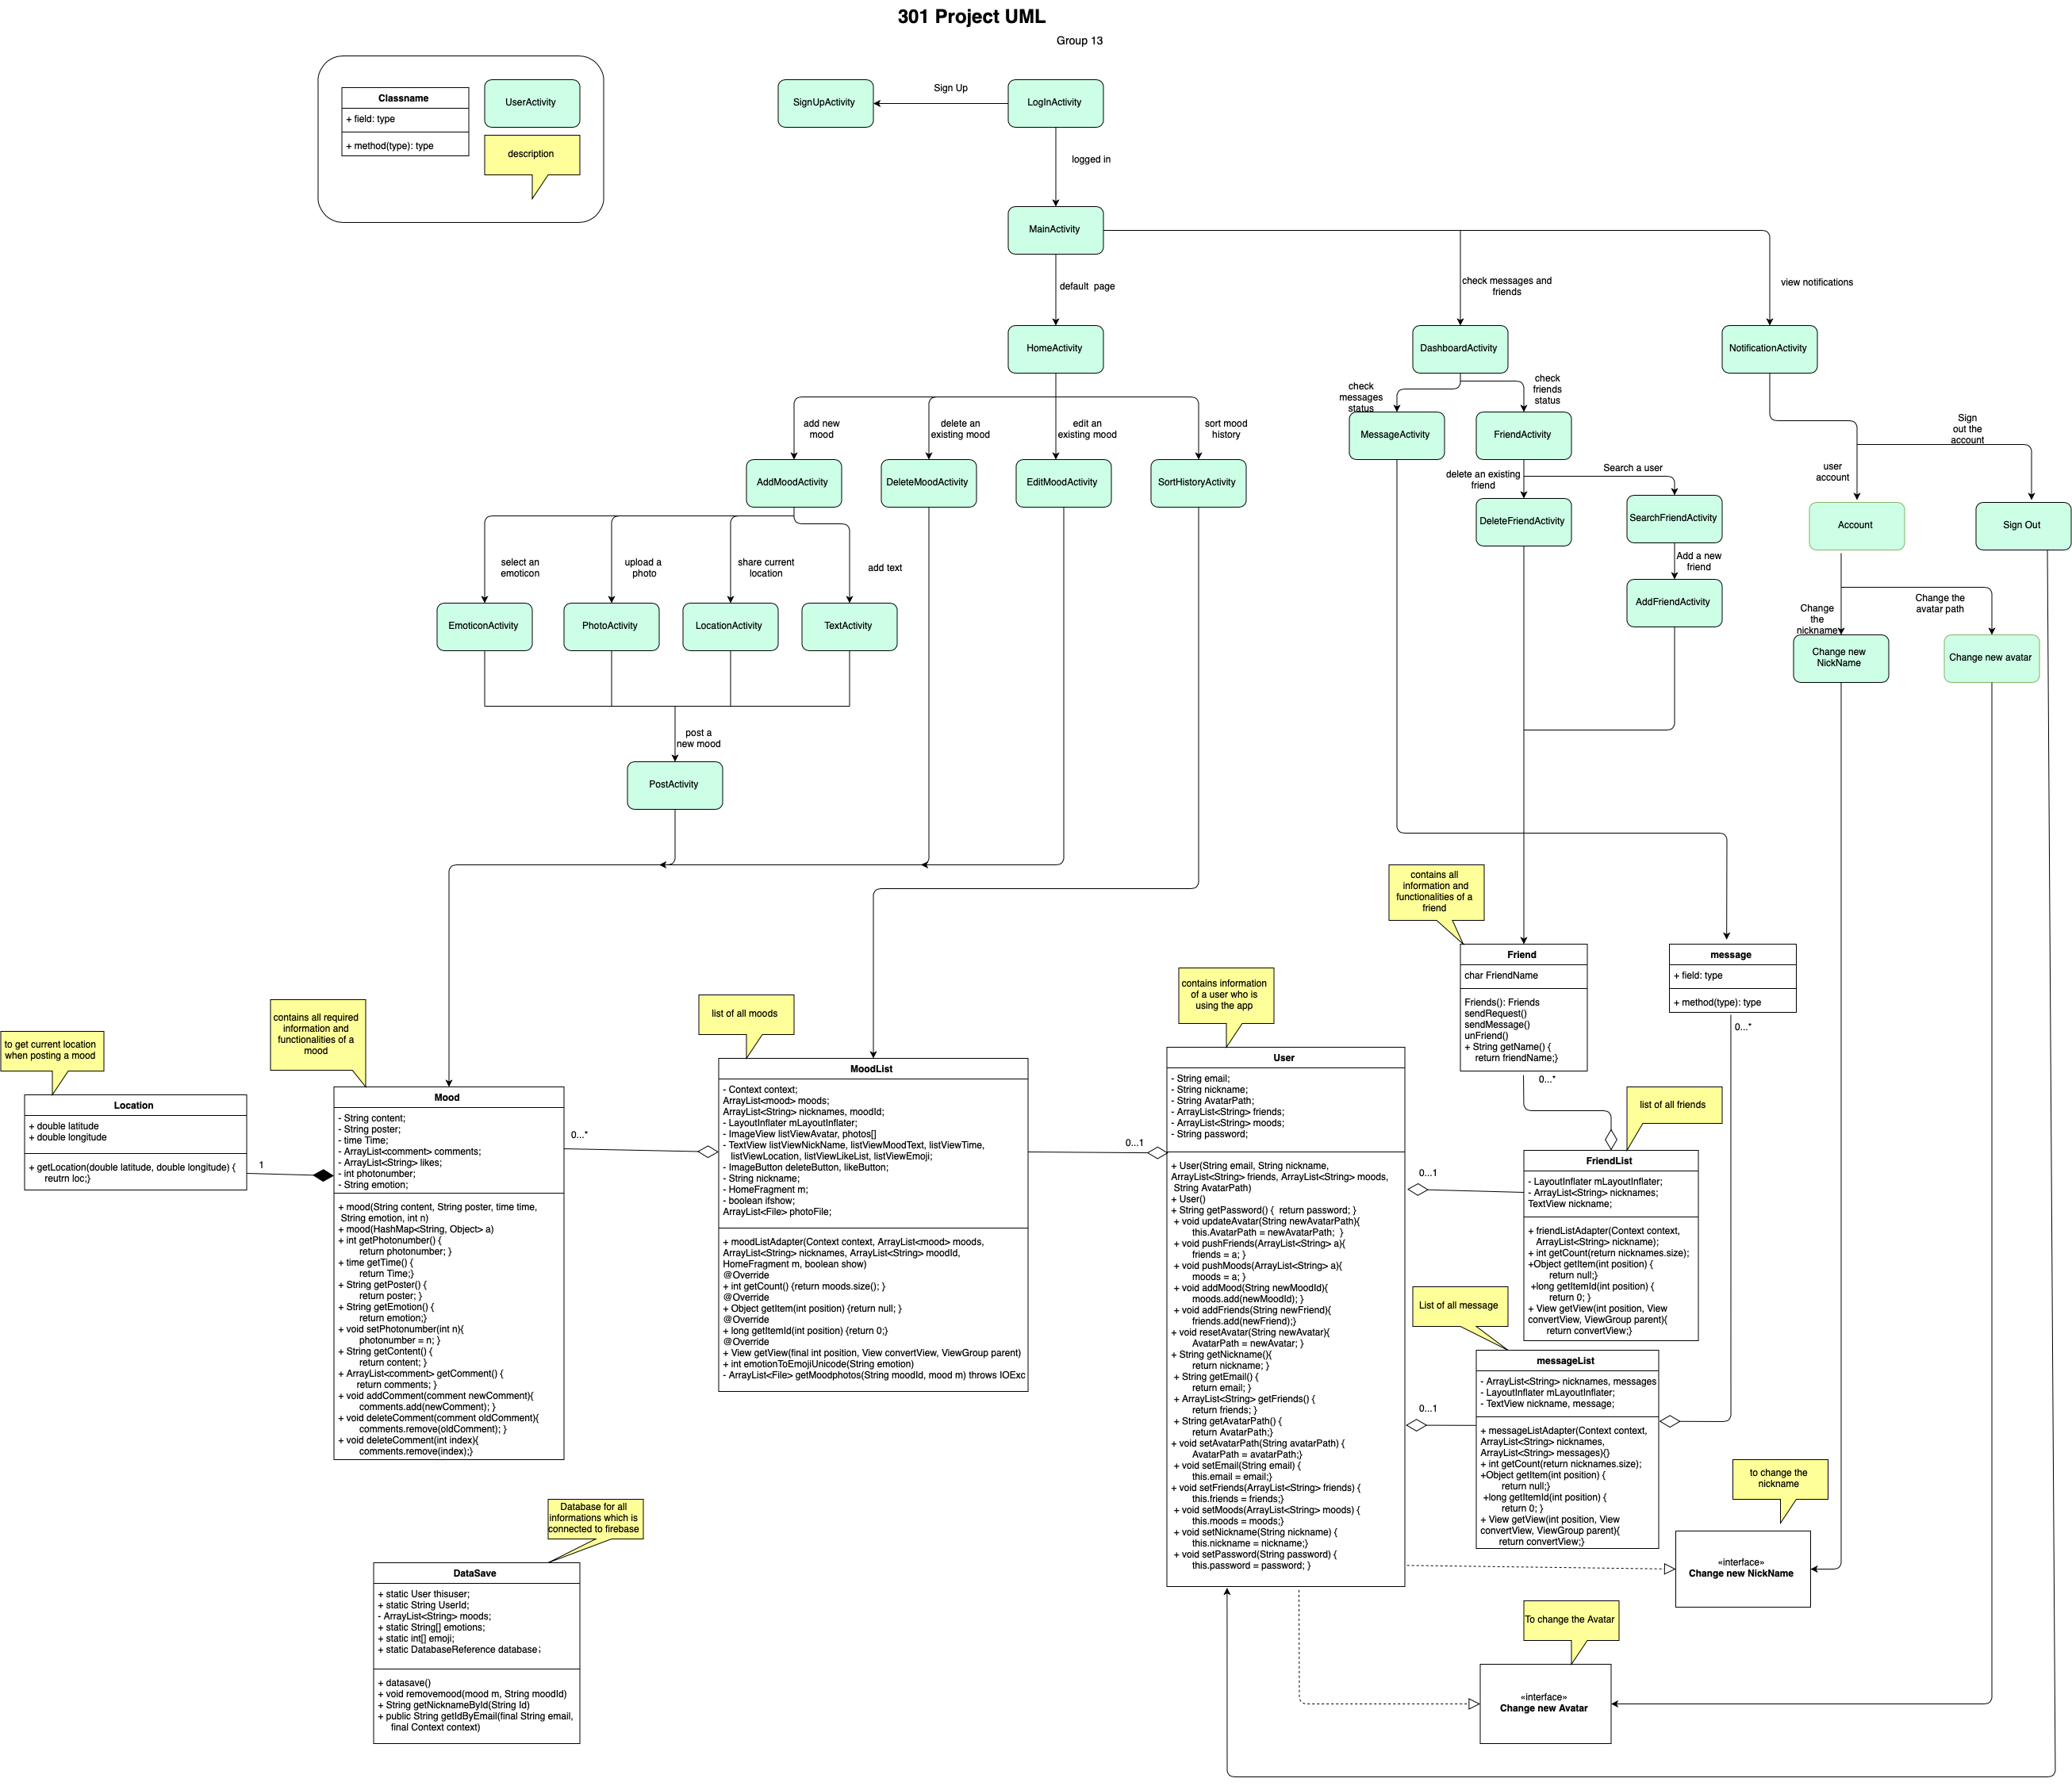 301 Project UML
Group 13
Classname
+ field: type
+ method(type): type
UserActivity
description
SignUpActivity
Sign Up
LogInActivity
logged in
MainActivity
default  page
check messages and
friends
view notifications
HomeActivity
DashboardActivity
NotificationActivity
check
messages
status
check
friends
status
add new
mood
delete an
existing mood
edit an
existing mood
sort mood
history
MessageActivity
FriendActivity
Sign
out the
account
user
account
AddMoodActivity
DeleteMoodActivity
EditMoodActivity
SortHistoryActivity
delete an existing
friend
Search a user
DeleteFriendActivity
SearchFriendActivity
Account
Sign Out
select an
emoticon
upload a
photo
share current
location
add text
Add a new
friend
EmoticonActivity
PhotoActivity
LocationActivity
TextActivity
AddFriendActivity
Change
the
nickname
Change the
avatar path
Change new
NickName
Change new avatar
post a
new mood
PostActivity
contains all
information and
functionalities of a
friend
Friend
char FriendName
Friends(): Friends
sendRequest()
sendMessage()
unFriend()
+ String getName() {
return friendName;}
message
+ field: type
+ method(type): type
0...*
0...*
to get current location
when posting a mood
Location
+ double latitude
+ double longitude
+ getLocation(double latitude, double longitude) {
reutrn loc;}
1
contains all required
information and
functionalities of a
mood
Mood
- String content;
- String poster;
- time Time;
- ArrayList<comment> comments;
- ArrayList<String> likes;
- int photonumber;
- String emotion;
+ mood(String content, String poster, time time,
String emotion, int n)
+ mood(HashMap<String, Object> a)
+ int getPhotonumber() {
return photonumber; }
+ time getTime() {
return Time;}
+ String getPoster() {
return poster; }
+ String getEmotion() {
return emotion;}
+ void setPhotonumber(int n){
photonumber = n; }
+ String getContent() {
return content; }
+ ArrayList<comment> getComment() {
return comments; }
+ void addComment(comment newComment){
comments.add(newComment); }
+ void deleteComment(comment oldComment){
comments.remove(oldComment); }
+ void deleteComment(int index){
comments.remove(index);}
0...*
list of all moods
MoodList
- Context context;
ArrayList<mood> moods;
ArrayList<String> nicknames, moodId;
- LayoutInflater mLayoutInflater;
- ImageView listViewAvatar, photos[]
- TextView listViewNickName, listViewMoodText, listViewTime,
listViewLocation, listViewLikeList, listViewEmoji;
- ImageButton deleteButton, likeButton;
- String nickname;
- HomeFragment m;
- boolean ifshow;
ArrayList<File> photoFile;
+ moodListAdapter(Context context, ArrayList<mood> moods,
ArrayList<String> nicknames, ArrayList<String> moodId,
HomeFragment m, boolean show)
@Override
+ int getCount() {return moods.size(); }
@Override
+ Object getItem(int position) {return null; }
@Override
+ long getItemId(int position) {return 0;}
@Override
+ View getView(final int position, View convertView, ViewGroup parent)
+ int emotionToEmojiUnicode(String emotion)
- ArrayList<File> getMoodphotos(String moodId, mood m) throws IOExc
0...1
contains information
of a user who is
using the app
User
- String email;
- String nickname;
- String AvatarPath;
- ArrayList<String> friends;
- ArrayList<String> moods;
- String password;
+ User(String email, String nickname,
ArrayList<String> friends, ArrayList<String> moods,
String AvatarPath)
+ User()
+ String getPassword() {  return password; }
+ void updateAvatar(String newAvatarPath){
this.AvatarPath = newAvatarPath;  }
+ void pushFriends(ArrayList<String> a){
friends = a; }
+ void pushMoods(ArrayList<String> a){
moods = a; }
+ void addMood(String newMoodId){
moods.add(newMoodId); }
+ void addFriends(String newFriend){
friends.add(newFriend);}
+ void resetAvatar(String newAvatar){
AvatarPath = newAvatar; }
+ String getNickname(){
return nickname; }
+ String getEmail() {
return email; }
+ ArrayList<String> getFriends() {
return friends; }
+ String getAvatarPath() {
return AvatarPath;}
+ void setAvatarPath(String avatarPath) {
AvatarPath = avatarPath;}
+ void setEmail(String email) {
this.email = email;}
+ void setFriends(ArrayList<String> friends) {
this.friends = friends;}
+ void setMoods(ArrayList<String> moods) {
this.moods = moods;}
+ void setNickname(String nickname) {
this.nickname = nickname;}
+ void setPassword(String password) {
this.password = password; }
list of all friends
0...1
FriendList
- LayoutInflater mLayoutInflater;
- ArrayList<String> nicknames;
TextView nickname;
+ friendListAdapter(Context context,
ArrayList<String> nickname);
+ int getCount(return nicknames.size);
+Object getItem(int position) {
return null;}
+long getItemId(int position) {
return 0; }
+ View getView(int position, View
convertView, ViewGroup parent){
return convertView;}
List of all message
0...1
messageList
- ArrayList<String> nicknames, messages
- LayoutInflater mLayoutInflater;
- TextView nickname, message;
+ messageListAdapter(Context context,
ArrayList<String> nicknames,
ArrayList<String> messages){}
+ int getCount(return nicknames.size);
+Object getItem(int position) {
return null;}
+long getItemId(int position) {
return 0; }
+ View getView(int position, View
convertView, ViewGroup parent){
return convertView;}
to change the
nickname
«interface»
Change new NickName
To change the Avatar
«interface»
Change new Avatar
Database for all
informations which is
connected to firebase
DataSave
+ static User thisuser;
+ static String UserId;
- ArrayList<String> moods;
+ static String[] emotions;
+ static int[] emoji;
+ static DatabaseReference database;
+ datasave()
+ void removemood(mood m, String moodId)
+ String getNicknameById(String Id)
+ public String getIdByEmail(final String email,
final Context context)